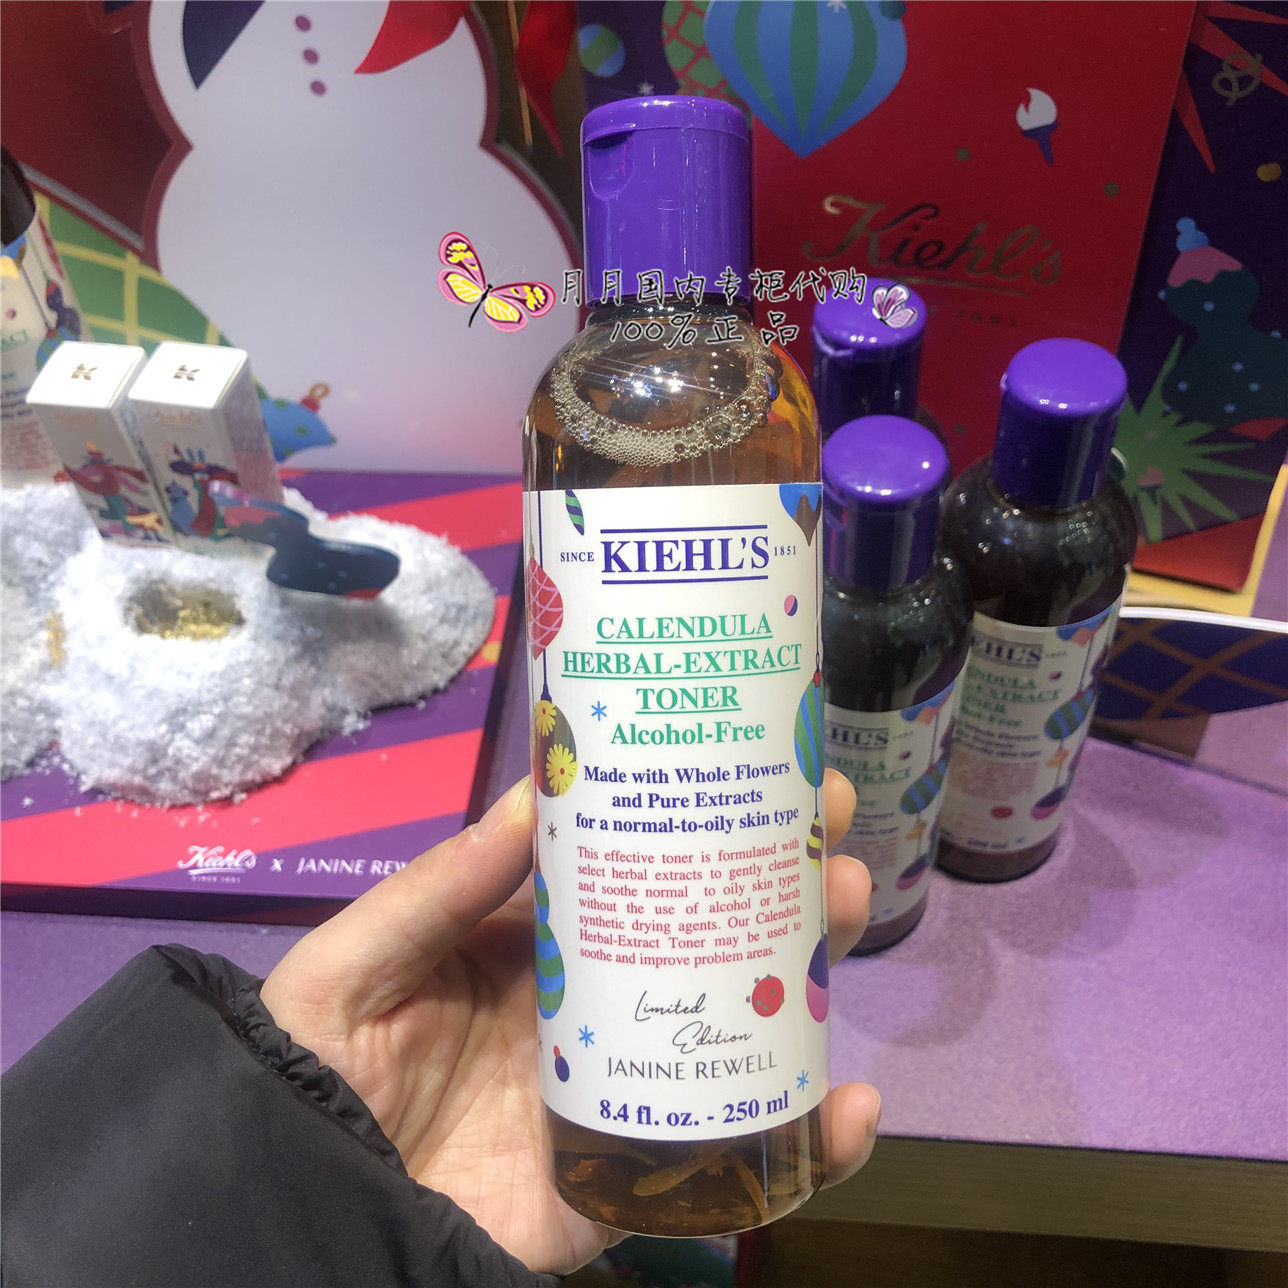 Kiehl's
月月国内专柜代购
100%正品
SINCE KIEHL'S 1851
CALENDULA
HERBAL-EXTRACT
TONER
Alcohol-Free
Made with Whole Flowers
and Pure Extracts
for a normal-to-oily skin type
This effective toner is formulated with
select herbal extracts to gently cleanse
and soothe normal to oily skin types
without the use of alcohol or harsh
synthetic drying agents. Our Calendula
Herbal-Extract Toner may be used to
soothe and improve problem areas.
Limited
Edition
JANINE REWELL
8.4 fl. oz. - 250 ml
Kiehl's x JANINE REW
SINCE 1851